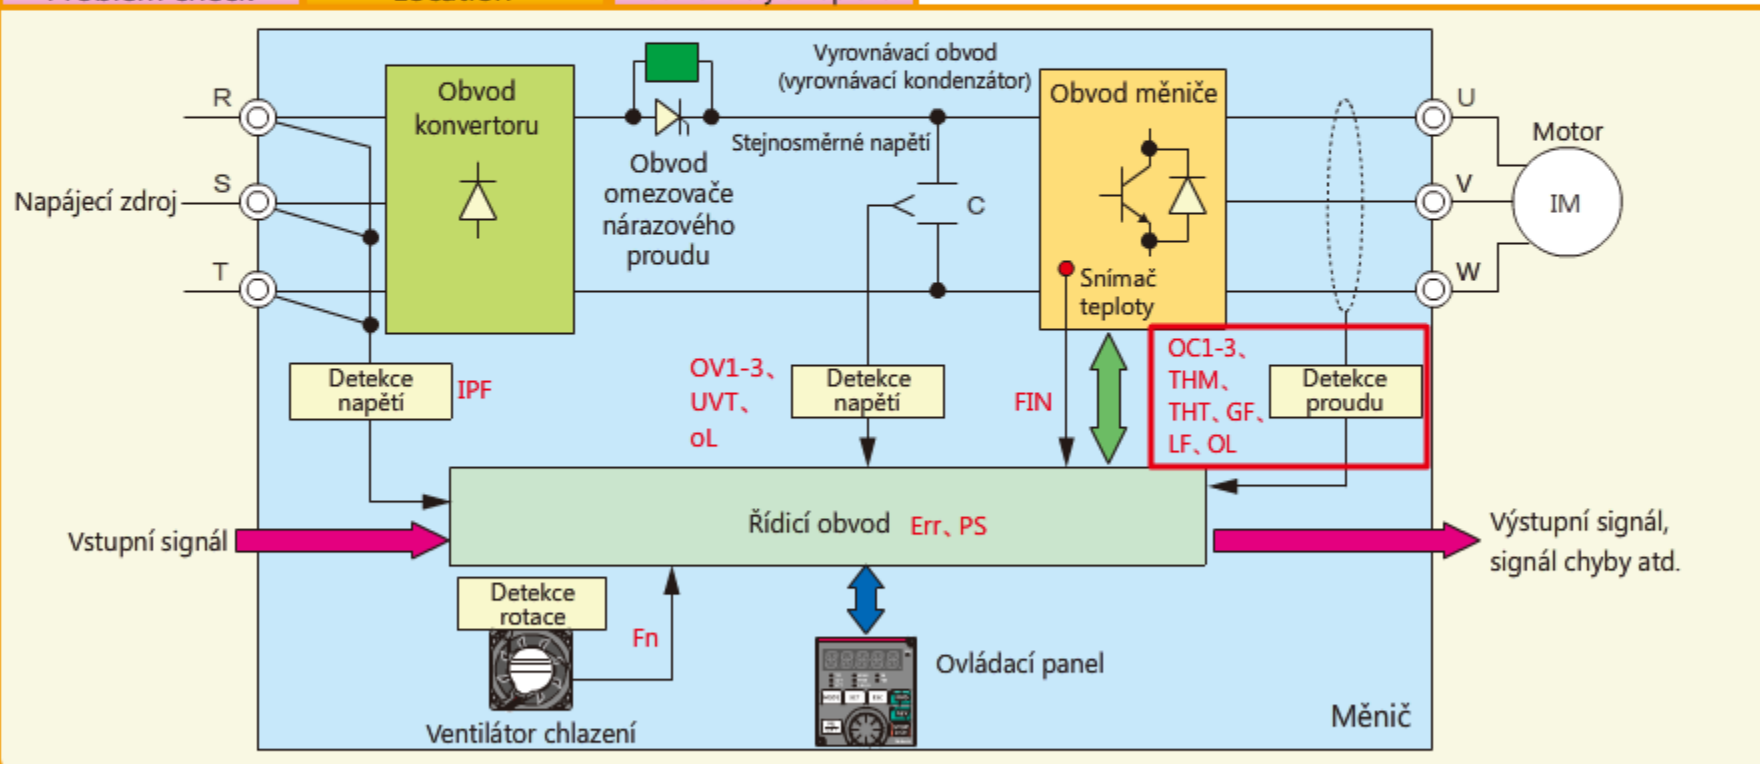 Location
R
Obvod
konvertoru
Vyrovnávací obvod
(vyrovnávací kondenzátor)
Obvod měniče
U
Motor
Stejnosměrné napětí
Obvod
omezovače
nárazového
proudu
Napájecí zdroj
S
C
V
IM
T
W
Snímač
teploty
Detekce
napětí
IPF
OV1-3、
UVT、
oL
Detekce
napětí
FIN
OC1-3、
THM、
THT、GF、
LF、OL
Detekce
proudu
Řídicí obvod Err、PS
Vstupní signál
Výstupní signál,
signál chyby atd.
Detekce
rotace
Fn
Ovládací panel
Ventilátor chlazení
Měnič